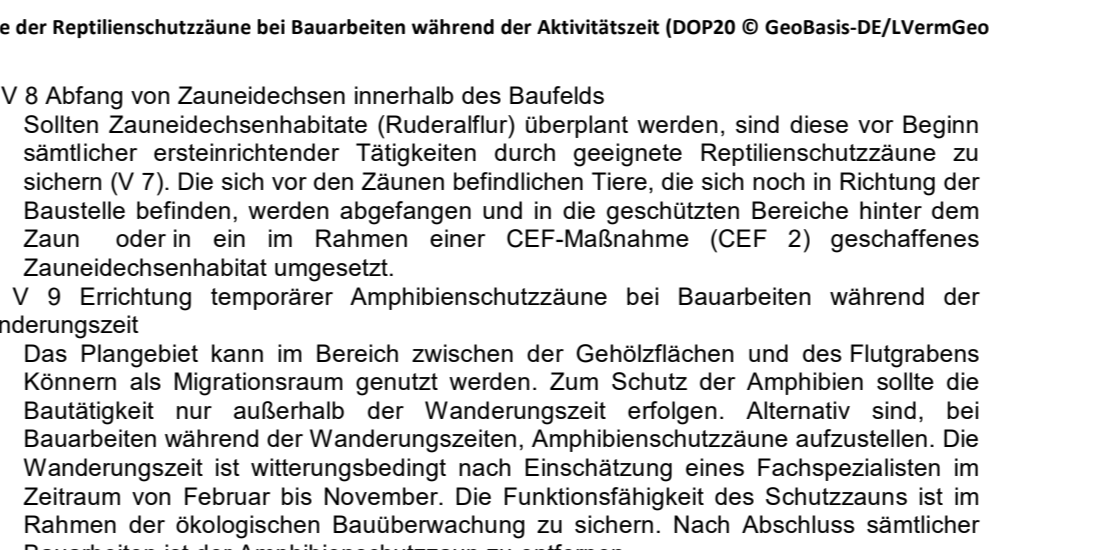 e der Reptilienschutzzäune bei Bauarbeiten während der Aktivitätszeit (DOP20 © GeoBasis-DE/LVermGeo
V 8 Abfang von Zauneidechsen innerhalb des Baufelds
Sollten Zauneidechsenhabitate (Ruderalflur) überplant werden, sind diese vor Beginn
sämtlicher ersteinrichtender Tätigkeiten durch geeignete Reptilienschutzzäune zu
sichern (V 7). Die sich vor den Zäunen befindlichen Tiere, die sich noch in Richtung der
Baustelle befinden, werden abgefangen und in die geschützten Bereiche hinter dem
Zaun oder in ein im Rahmen einer CEF-Maßnahme (CEF 2) geschaffenes
Zauneidechsenhabitat umgesetzt.
V 9 Errichtung temporärer Amphibienschutzzäune bei Bauarbeiten während der
nderungszeit
Das Plangebiet kann im Bereich zwischen der Gehölzflächen und des Flutgrabens
Könnern als Migrationsraum genutzt werden. Zum Schutz der Amphibien sollte die
Bautätigkeit nur außerhalb der Wanderungszeit erfolgen. Alternativ sind, bei
Bauarbeiten während der Wanderungszeiten, Amphibienschutzzäune aufzustellen. Die
Wanderungszeit ist witterungsbedingt nach Einschätzung eines Fachspezialisten im
Zeitraum von Februar bis November. Die Funktionsfähigkeit des Schutzzauns ist im
Rahmen der ökologischen Bauüberwachung zu sichern. Nach Abschluss sämtlicher
Bauarbeiten ist der Amphibienschutzzaun zu entfernen.